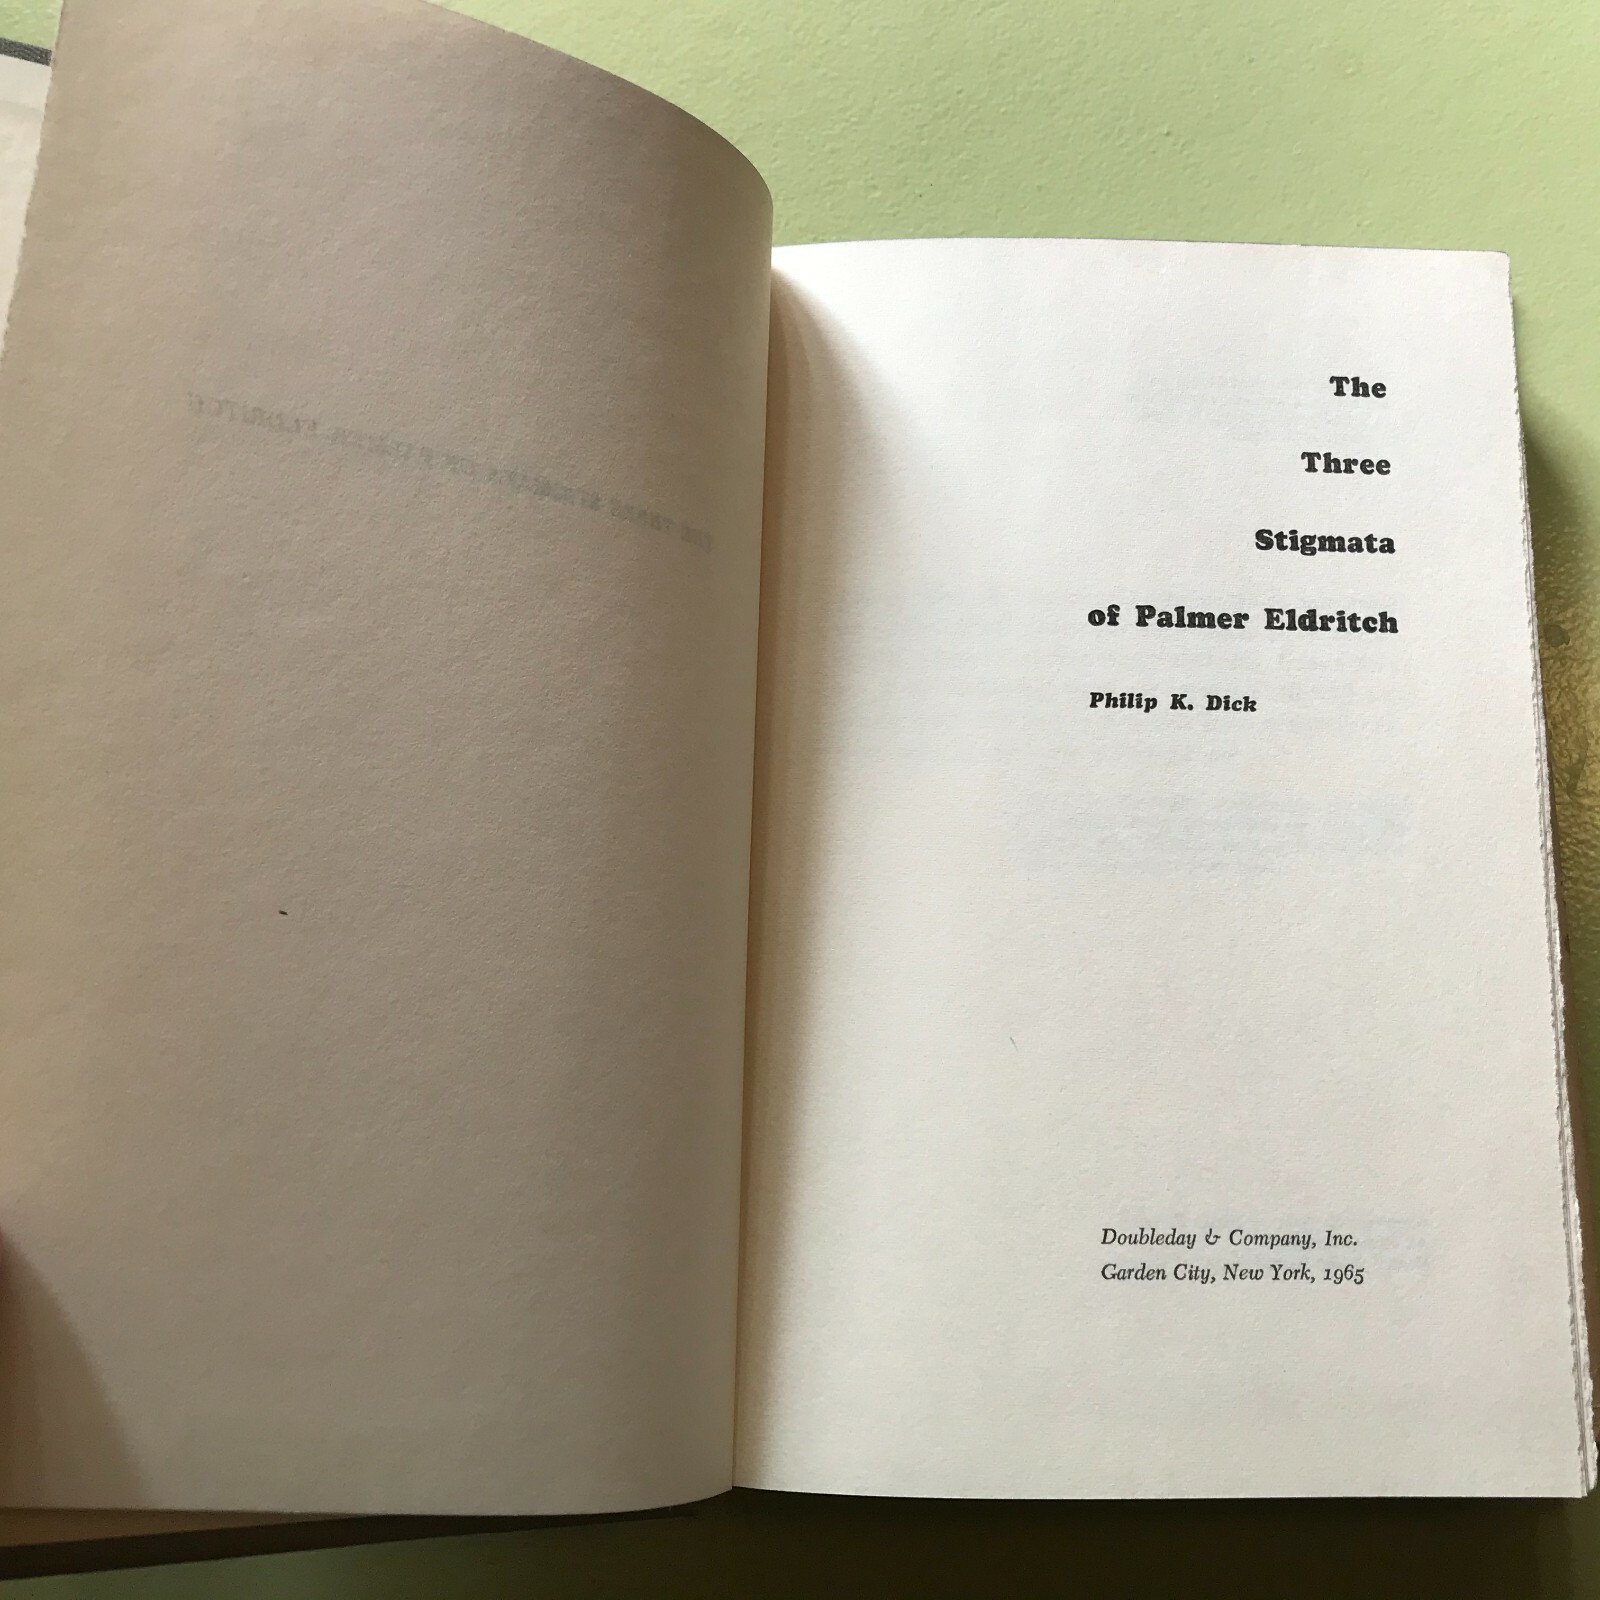 The
Three
Stigmata
of Palmer Eldritch
Philip K. Dick
Doubleday & Company, Inc.
Garden City, New York, 1965